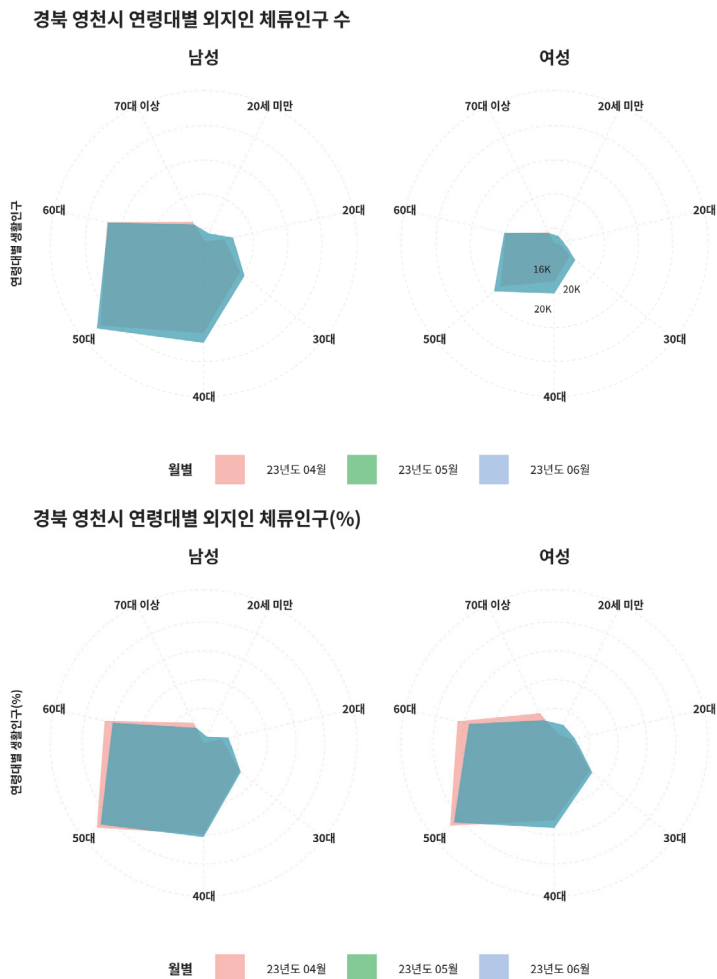 경북 영천시 연령대별 외지인 체류인구 수
남성
여성
70대 이상
20세 미만
70대 이상
20세 미만
60대
20대
60대
20대
연령대별 생활인구
16K
20K
20K
50대
30대
50대
30대
40대
40대
월별
23년도 04월
23년도 05월
23년도 06월
경북 영천시 연령대별 외지인 체류인구(%)
남성
여성
70대 이상
20세 미만
70대 이상
20세 미만
60대
20대
60대
20대
연령대별 생활인구(%)
50대
30대
50대
30대
40대
40대
월별
23년도 04월
23년도 05월
23년도 06월